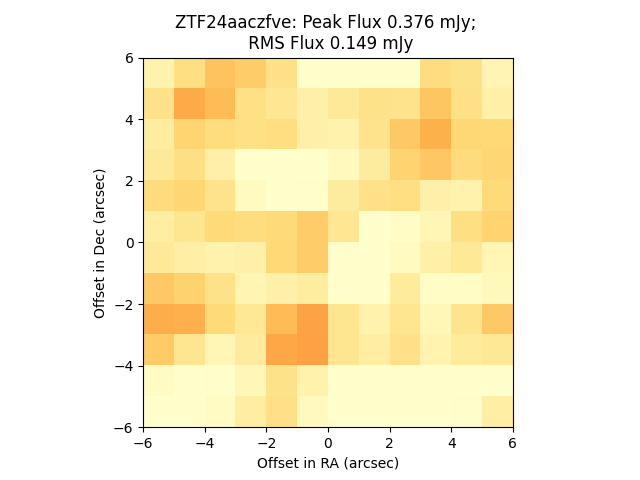 ZTF24aaczfve: Peak Flux 0.376 mJy;
RMS Flux 0.149 mJy
6
4
2
0
−2
−4
−6
Offset in Dec (arcsec)
−6 −4 −2 0 2 4 6
Offset in RA (arcsec)